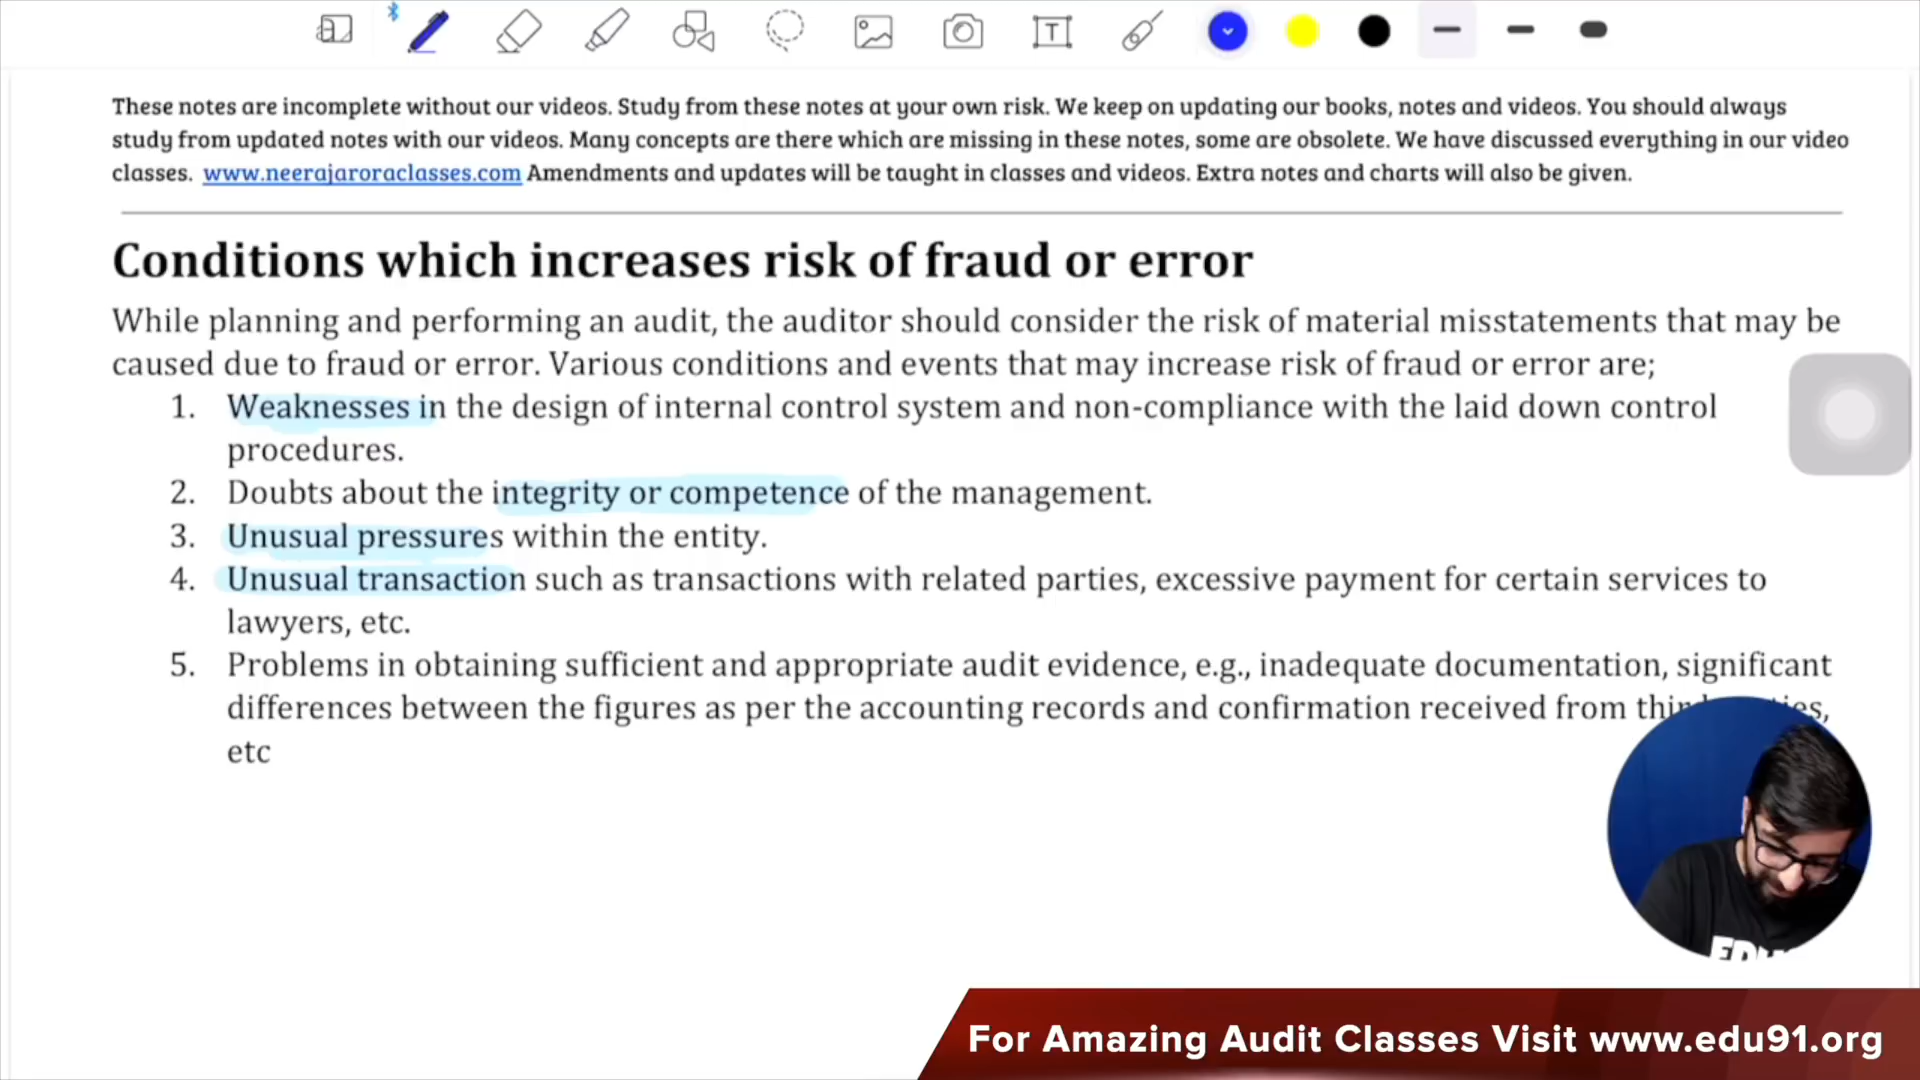 T
These notes are incomplete without our videos. Study from these notes at your own risk. We keep on updating our books, notes and videos. You should always
study from updated notes with our videos. Many concepts are there which are missing in these notes, some are obsolete. We have discussed everything in our video
classes. www.neerajaroraclasses.com Amendments and updates will be taught in classes and videos. Extra notes and charts will also be given.
Conditions which increases risk of fraud or error
While planning and performing an audit, the auditor should consider the risk of material misstatements that may be
caused due to fraud or error. Various conditions and events that may increase risk of fraud or error are;
1. Weaknesses in the design of internal control system and non-compliance with the laid down control
procedures.
2. Doubts about the integrity or competence of the management.
3. Unusual pressures within the entity.
4. Unusual transaction such as transactions with related parties, excessive payment for certain services to
lawyers, etc.
5. Problems in obtaining sufficient and appropriate audit evidence, e.g., inadequate documentation, significant
differences between the figures as per the accounting records and confirmation received from
etc
For Amazing Audit Classes Visit www.edu91.org